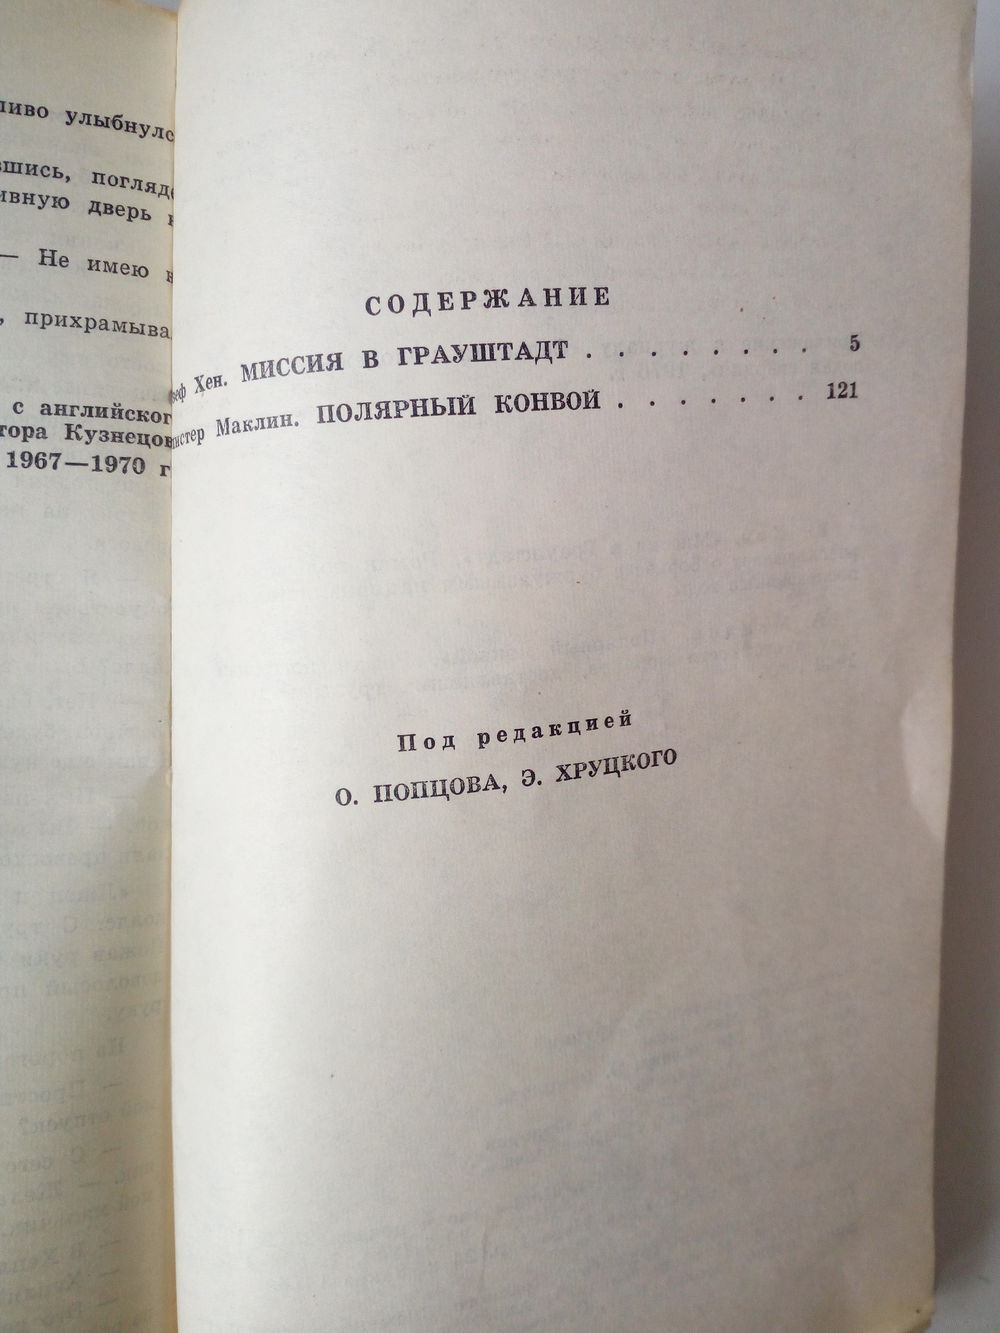 ливо улыбнулс
вшись, погляде
ивную дверь
— Не имею
, прихрамыва
с английског
тора Кузнецов
1967—1970 г
СОДЕРЖАНИЕ
еф Хен. МИССИЯ В ГРАУШТАДТ . . . . . . . . 5
истер Маклин. ПОЛЯРНЫЙ КОНВОЙ . . . . . . . 121
Под редакцией
О. ПОПЦОВА, Э. ХРУЦКОГО